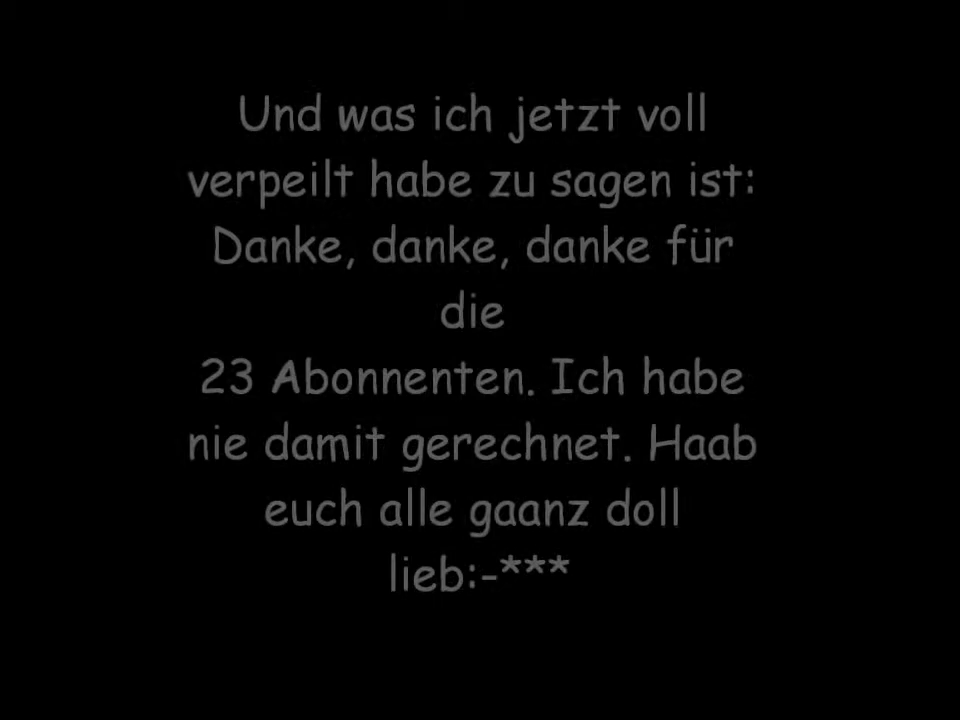 Und was ich jetzt voll
verpeilt habe zu sagen ist:
Danke, danke, danke für
die
23 Abonnenten. Ich habe
nie damit gerechnet. Haab
euch alle gaanz doll
lieb:-***